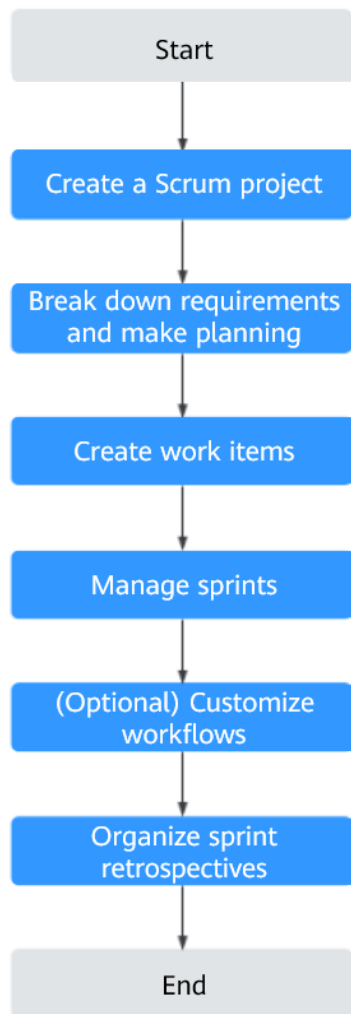 Start
Create a Scrum project
Break down requirements
and make planning
Create work items
Manage sprints
(Optional) Customize
workflows
Organize sprint
retrospectives
End